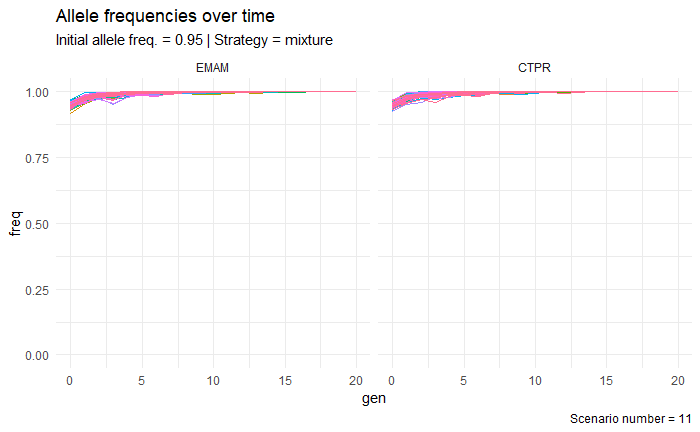 Allele frequencies over time
Initial allele freq. = 0.95 | Strategy = mixture
EMAM CTPR
1.00
0.75
0.50
0.25
0.00
freq
0 5 10 15 20 0 5 10 15 20
gen
Scenario number = 11